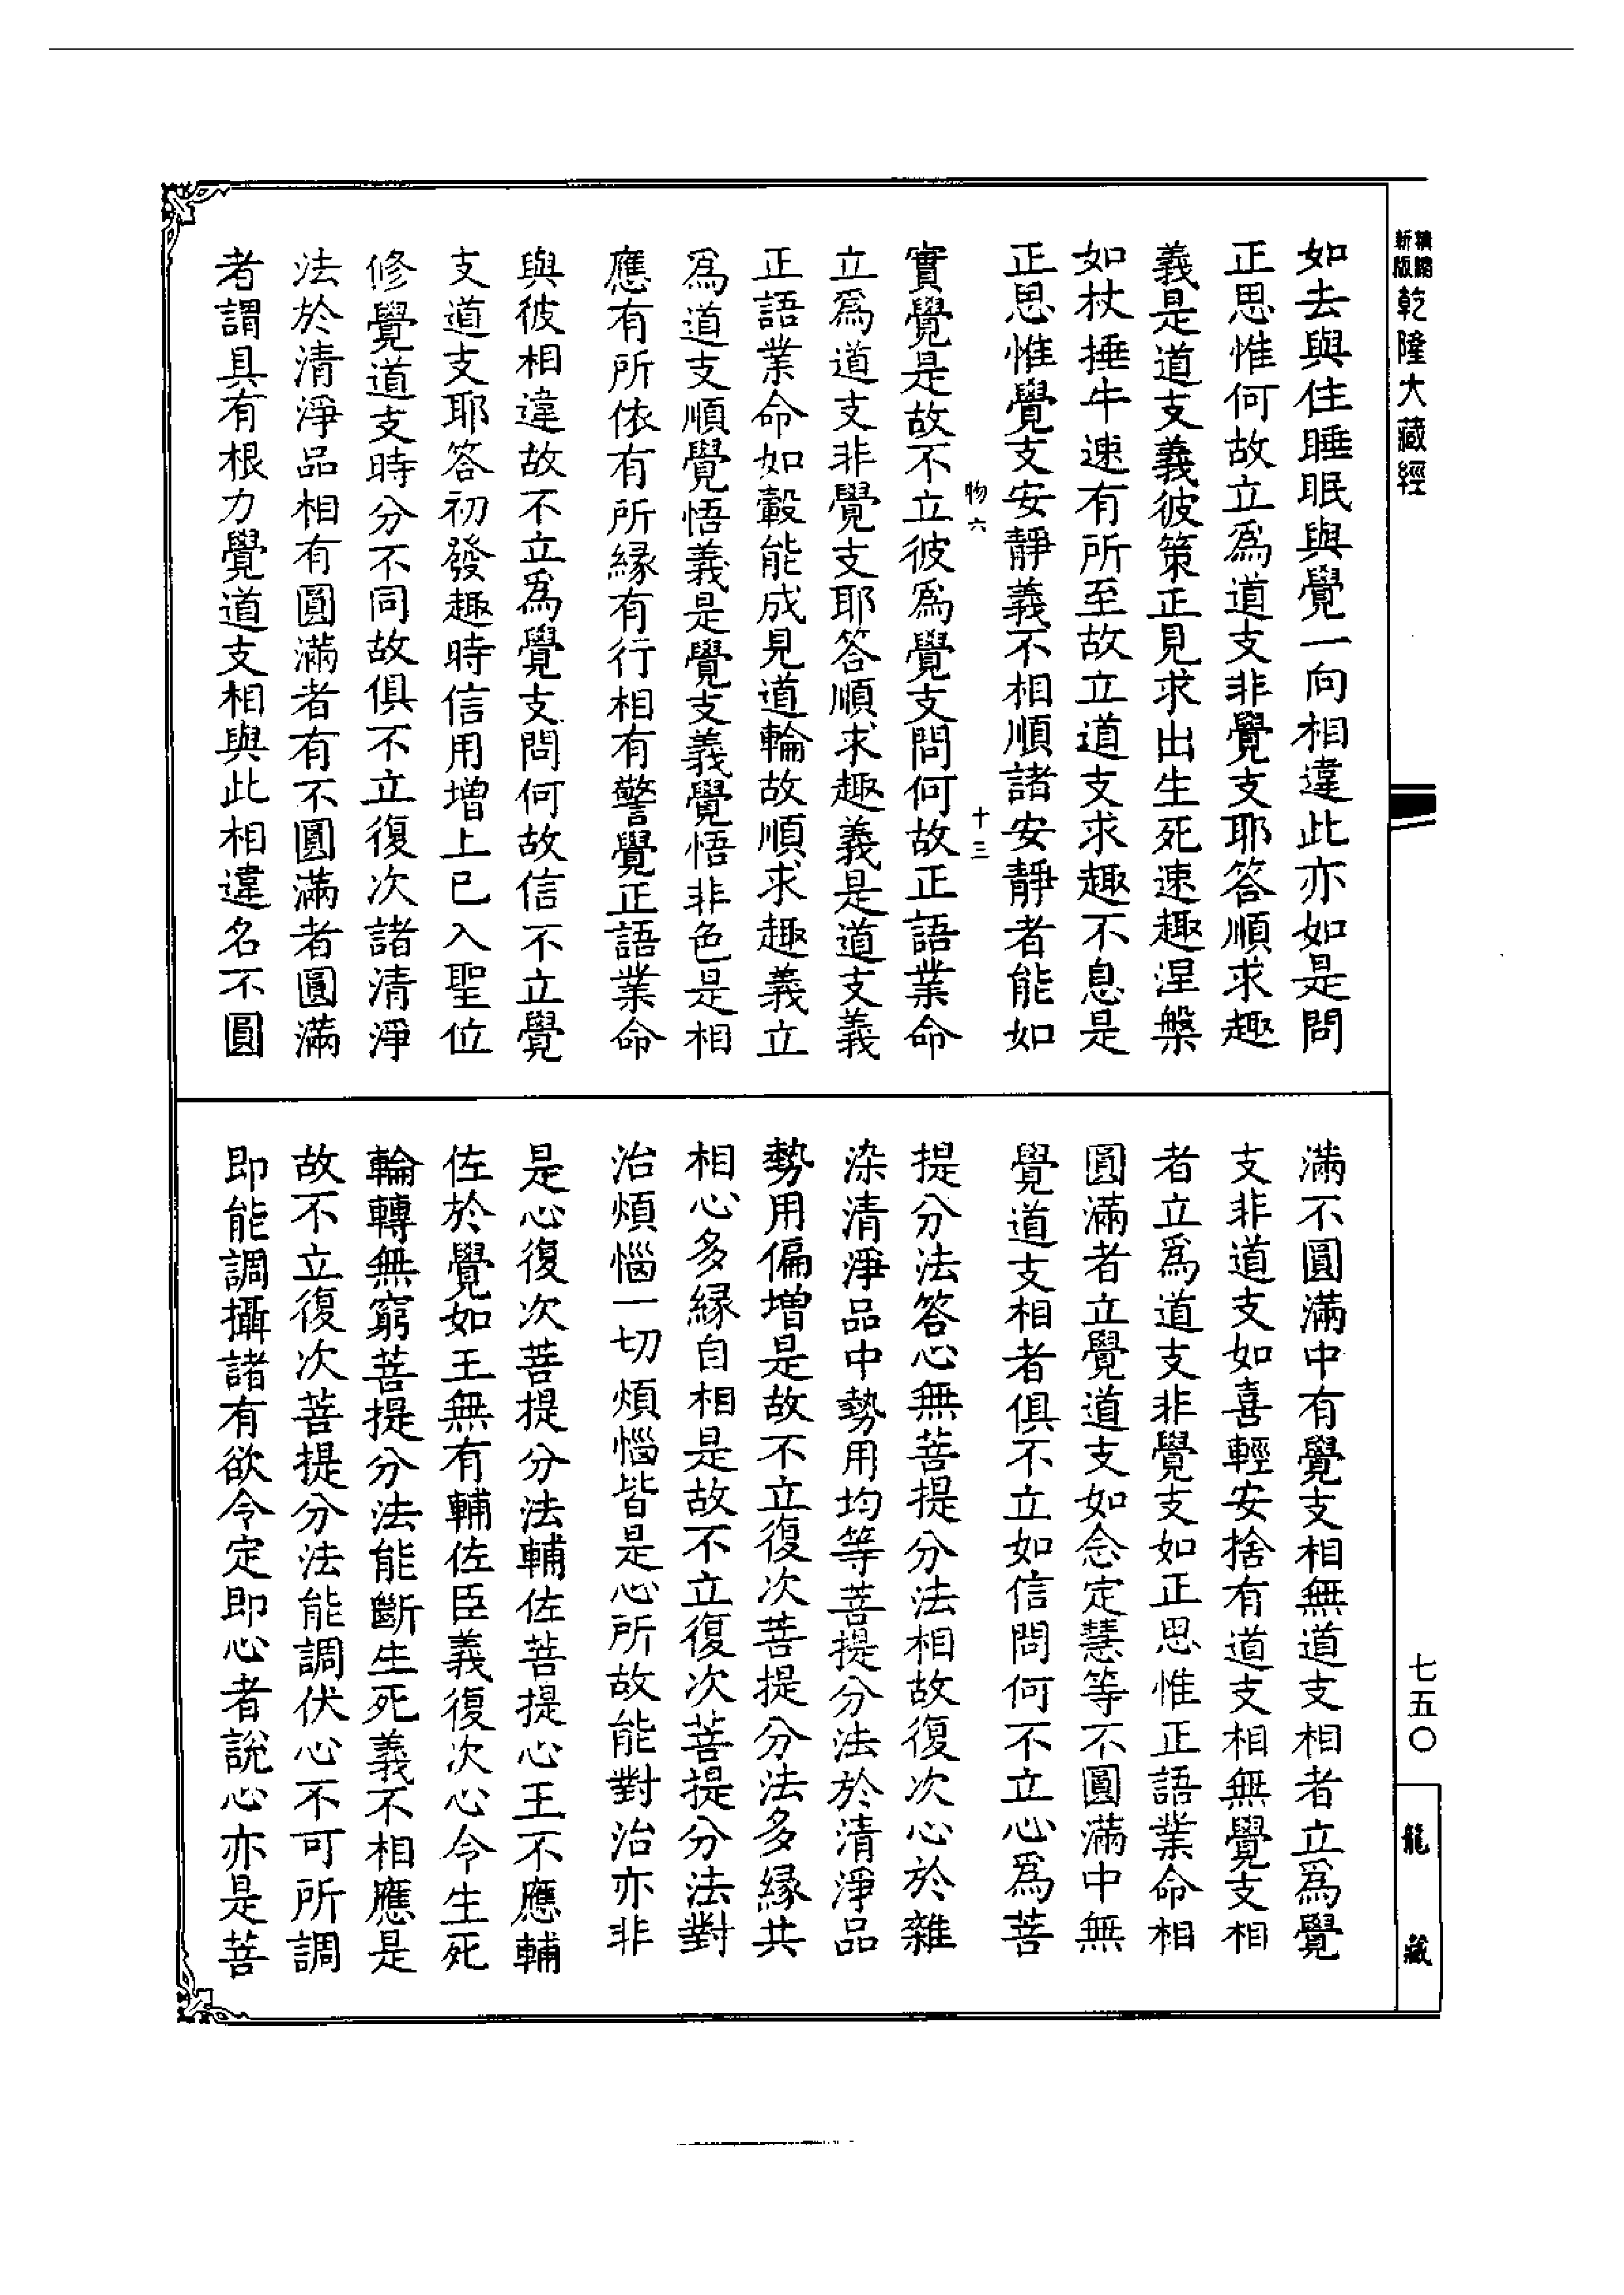 精縮新版乾隆大藏經
如去與住睡眠與覺一向相違此亦如是問
正思惟何故立爲道支非覺支耶答順求趣
義是道支義彼策正見求出生死速趣涅槃
如杖捶牛速有所至故立道支求趣不息是
正思惟覺支安靜義不相順諸安靜者能如
物六 十三
實覺是故不立彼爲覺支問何故正語業命
立爲道支非覺支耶答順求趣義是道支義
正語業命如轂能成見道輪故順求趣義立
爲道支順覺悟義是覺支義覺悟非色是相
應有所依有所縁有行相有警覺正語業命
與彼相違故不立爲覺支問何故信不立覺
支道支耶答初發趣時信用增上已入聖位
修覺道支時分不同故俱不立復次諸清淨
法於清淨品相有圓滿者有不圓滿者圓滿
者謂具有根力覺道支相與此相違名不圓
滿不圓滿中有覺支相無道支相者立爲覺
支非道支如喜輕安捨有道支相無覺支相
者立爲道支非覺支如正思惟正語業命相
圓滿者立覺道支如念定慧等不圓滿中無
覺道支相者俱不立如信問何不立心爲菩
提分法答心無菩提分法相故復次心於雜
染清淨品中勢用均等菩提分法於清淨品
勢用偏增是故不立復次菩提分法多縁共
相心多縁自相是故不立復次菩提分法對
治煩惱一切煩惱皆是心所故能對治亦非
是心復次菩提分法輔佐菩提心王不應輔
佐於覺如王無有輔佐臣義復次心令生死
輪轉無窮菩提分法能斷生死義不相應是
故不立復次菩提分法能調伏心不可所調
即能調攝諸有欲令定即心者說心亦是菩
七五〇
龍藏